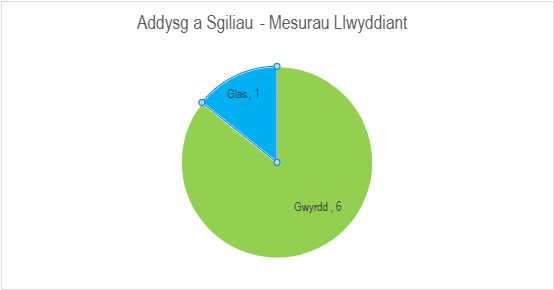 Addysg a Sgiliau - Mesurau Llwyddiant
Glas , 1
Gwyrdd , 6